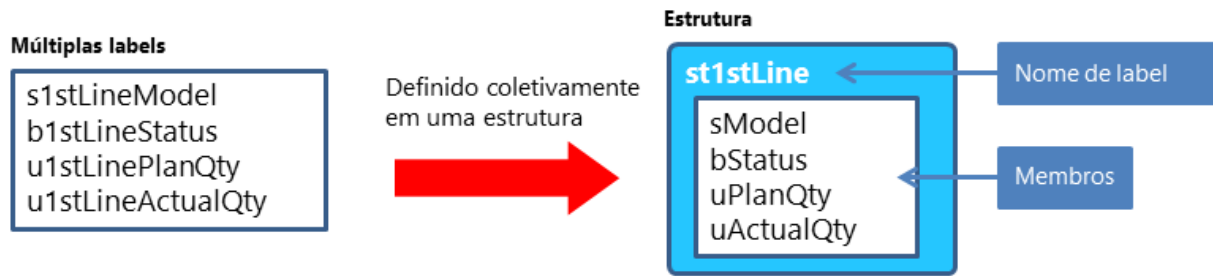 Múltiplas labels
s1stLineModel
b1stLineStatus
u1stLinePlanQty
u1stLineActualQty
Definido coletivamente
em uma estrutura
Estrutura
st1stLine
sModel
bStatus
uPlanQty
uActualQty
Nome de label
Membros